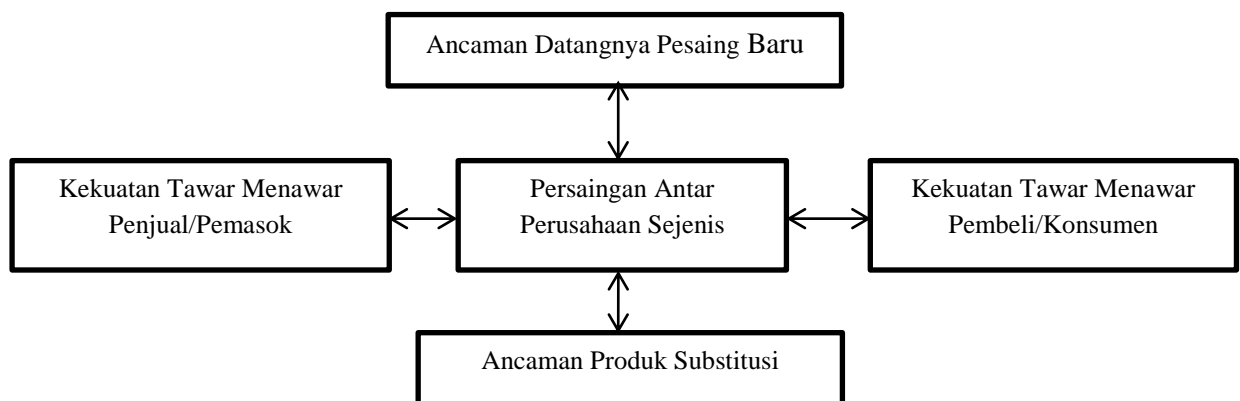 Ancaman Datangnya Pesaing Baru
Kekuatan Tawar Menawar
Penjual/Pemasok
Persaingan Antar
Perusahaan Sejenis
Kekuatan Tawar Menawar
Pembeli/Konsumen
Ancaman Produk Substitusi